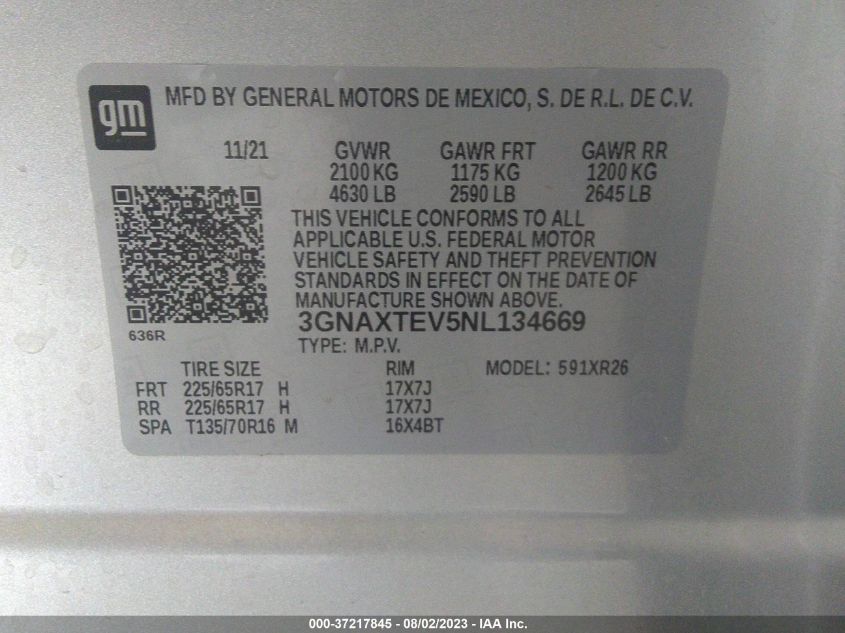 gm
MFD BY GENERAL MOTORS DE MEXICO, S. DE R.L. DE C.V.
11/21 GVWR GAWR FRT GAWR RR
2100 KG 1175 KG 1200 KG
4630 LB 2590 LB 2645 LB
THIS VEHICLE CONFORMS TO ALL
APPLICABLE U.S. FEDERAL MOTOR
VEHICLE SAFETY AND THEFT PREVENTION
STANDARDS IN EFFECT ON THE DATE OF
MANUFACTURE SHOWN ABOVE.
636R
3GNAXTEV5NL134669
TYPE: M.P.V.
TIRE SIZE RIM MODEL: 591XR26
FRT 225/65R17 H 17X7J
RR 225/65R17 H 17X7J
SPA T135/70R16 M 16X4BT
000-37217845 - 08/02/2023 - IAA Inc.